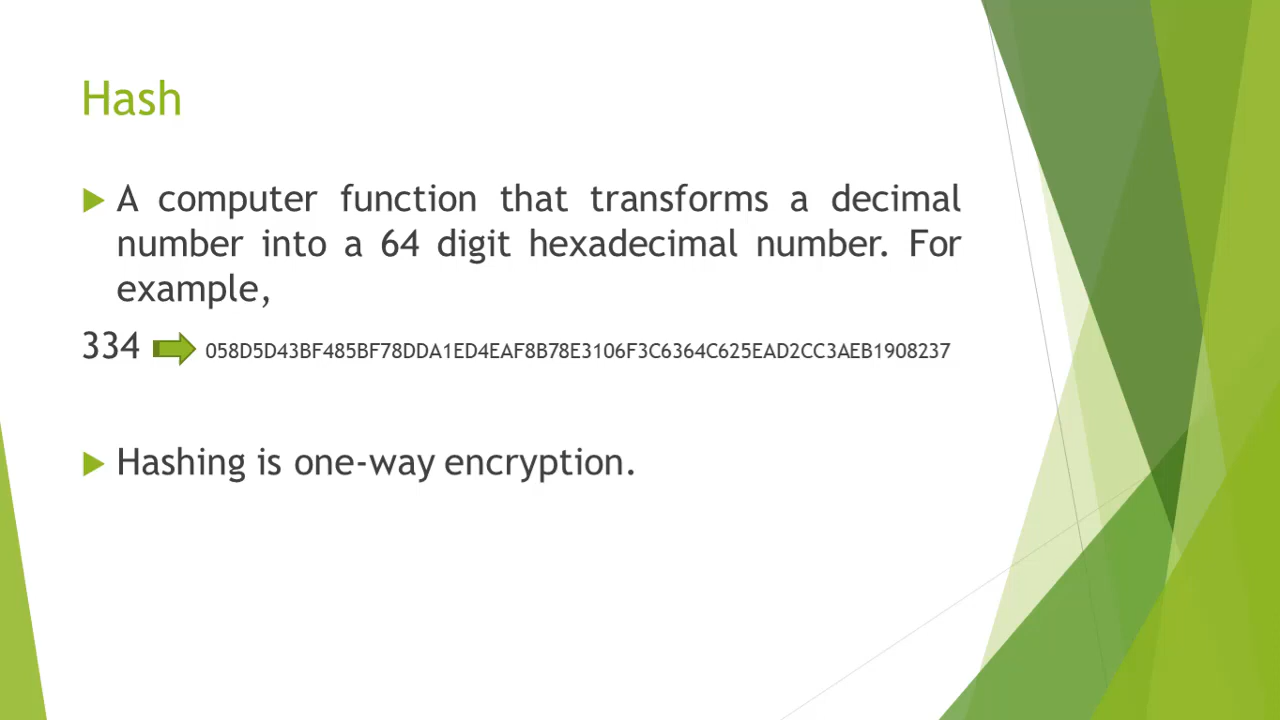 Hash
A computer function that transforms a decimal
number into a 64 digit hexadecimal number. For
example,
334 058D5D43BF485BF78DDA1ED4EAF8B78E3106F3C6364C625EAD2CC3AEB1908237
Hashing is one-way encryption.